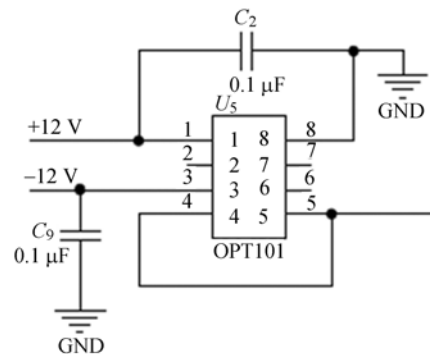 C2
0.1 μF
GND
U5
+12 V
1 1 8 8
2 2 7 7
−12 V
3 3 6 6
4 4 5 5
OPT101
C9
0.1 μF
GND